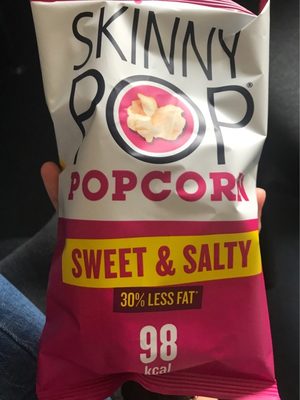 SKINNY
POP®
POPCORN
SWEET & SALTY
30% LESS FAT*
98
kcal